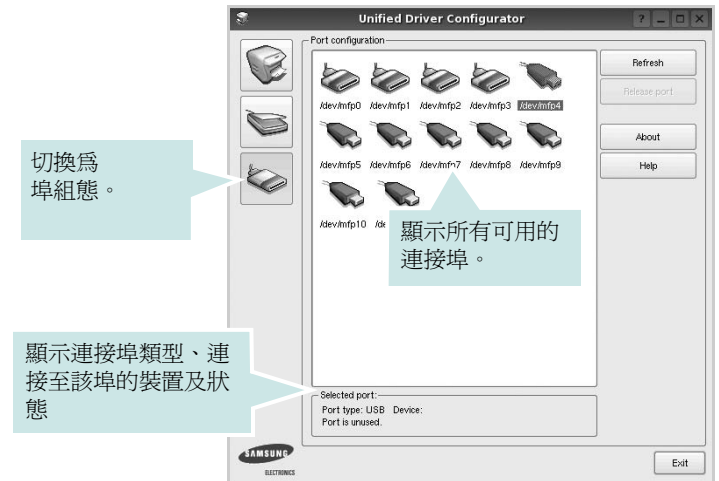 Unified Driver Configurator
Port configuration
/dev/mfp0 /dev/mfp1 /dev/mfp2 /dev/mfp3 /dev/mfp4
/dev/mfp5 /dev/mfp6 /dev/mfp7 /dev/mfp8 /dev/mfp9
/dev/mfp10
Refresh
Release port
About
Help
切換爲
埠組態。
顯示所有可用的
連接埠。
顯示連接埠類型、連
接至該埠的裝置及狀
態
Selected port:
Port type: USB Device:
Port is unused.
SAMSUNG
ELECTRONICS
Exit